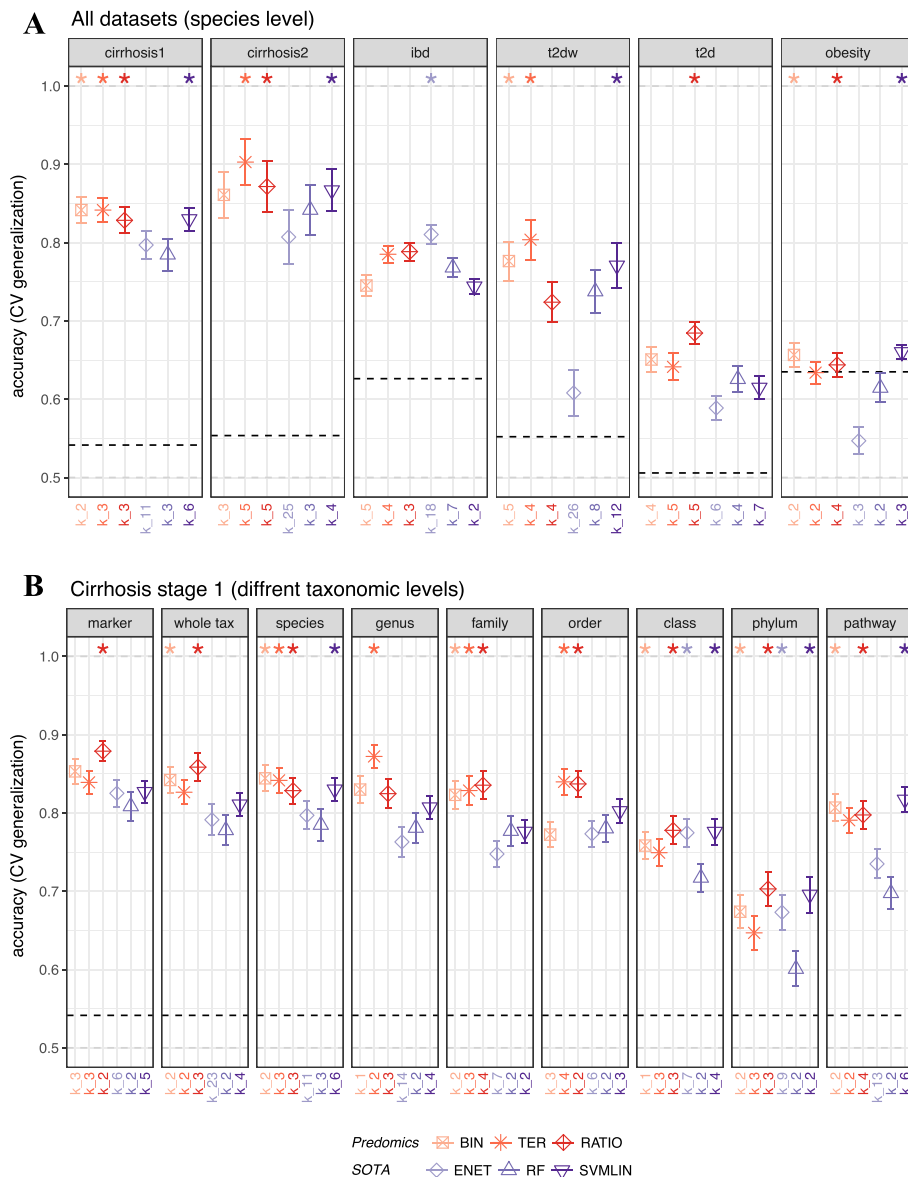 A All datasets (species level)
cirrhosis1 cirrhosis2 ibd t2dw t2d obesity
* * * * * * * * * * * * * * *
accuracy (CV generalization)
1.0
0.9
0.8
0.7
0.6
0.5
k_2 k_3 k_3 k_11 k_3 k_6 k_3 k_5 k_5 k_25 k_3 k_4 k_5 k_4 k_3 k_18 k_7 k_2 k_5 k_4 k_4 k_26 k_8 k_12 k_4 k_5 k_5 k_6 k_4 k_7 k_2 k_2 k_4 k_3 k_2 k_3
B Cirrhosis stage 1 (diffrent taxonomic levels)
marker whole tax species genus family order class phylum pathway
* * * * * * * * * * * * * * * * * * * * * * * * *
accuracy (CV generalization)
1.0
0.9
0.8
0.7
0.6
0.5
k_3 k_3 k_2 k_6 k_2 k_5 k_2 k_2 k_3 k_23 k_2 k_4 k_2 k_3 k_3 k_11 k_3 k_6 k_1 k_2 k_3 k_14 k_2 k_4 k_2 k_3 k_4 k_7 k_2 k_2 k_3 k_4 k_2 k_6 k_2 k_3 k_1 k_3 k_3 k_7 k_2 k_4 k_2 k_3 k_3 k_9 k_2 k_2 k_2 k_2 k_4 k_13 k_2 k_6
Predomics BIN TER RATIO
SOTA ENET RF SVMLIN